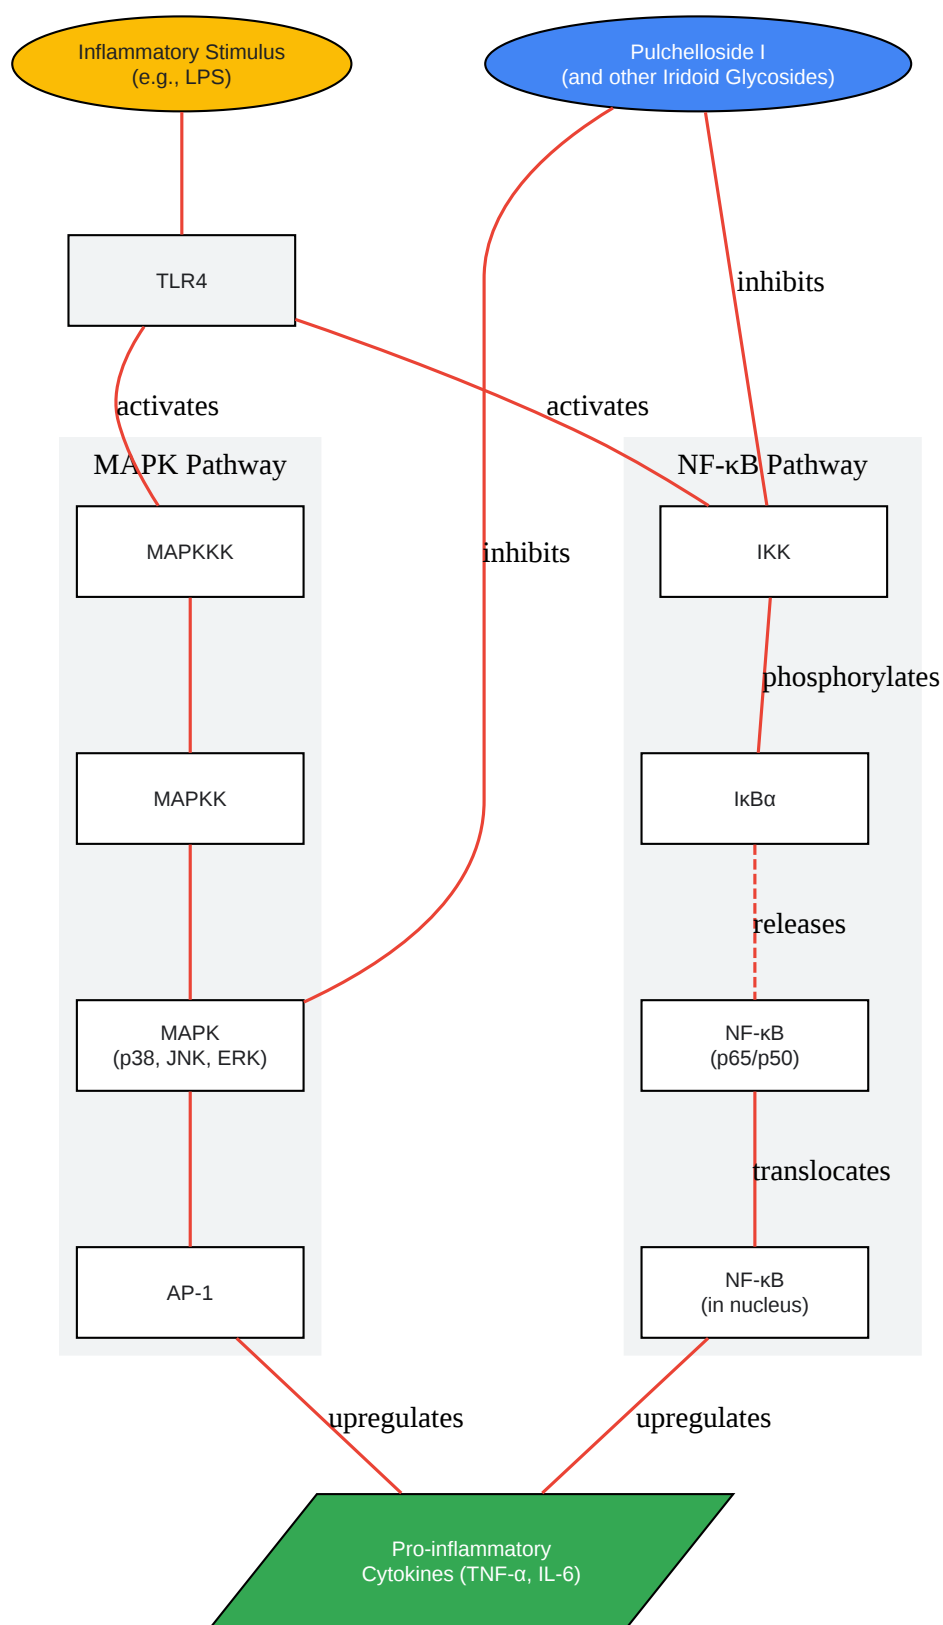 Inflammatory Stimulus
(e.g., LPS)
Pulchelloside I
(and other Iridoid Glycosides)
TLR4
inhibits
activates
activates
MAPK Pathway
NF-κB Pathway
MAPKKK
inhibits
IKK
phosphorylates
MAPKK
IκBα
releases
MAPK
(p38, JNK, ERK)
NF-κB
(p65/p50)
translocates
AP-1
NF-κB
(in nucleus)
upregulates
upregulates
Pro-inflammatory
Cytokines (TNF-α, IL-6)